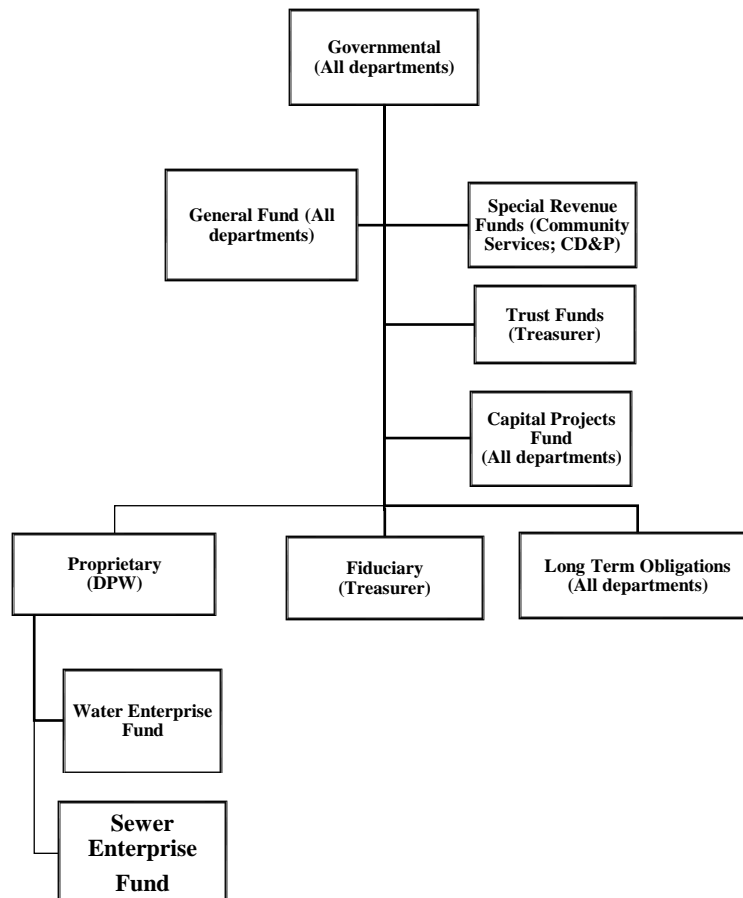 Governmental
(All departments)
General Fund (All
departments)
Special Revenue
Funds (Community
Services; CD&P)
Trust Funds
(Treasurer)
Capital Projects
Fund
(All departments)
Proprietary
(DPW)
Fiduciary
(Treasurer)
Long Term Obligations
(All departments)
Water Enterprise
Fund
Sewer
Enterprise
Fund